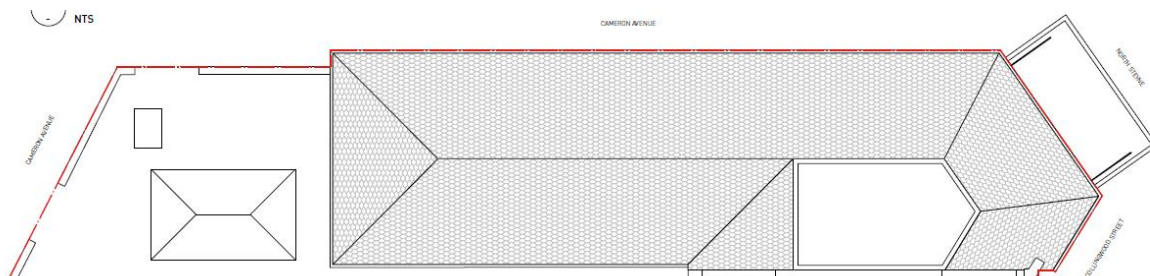 -
NTS
CAMERON AVENUE
NORTH STEYNE
CAMERON AVENUE
COLLINGWOOD STREET